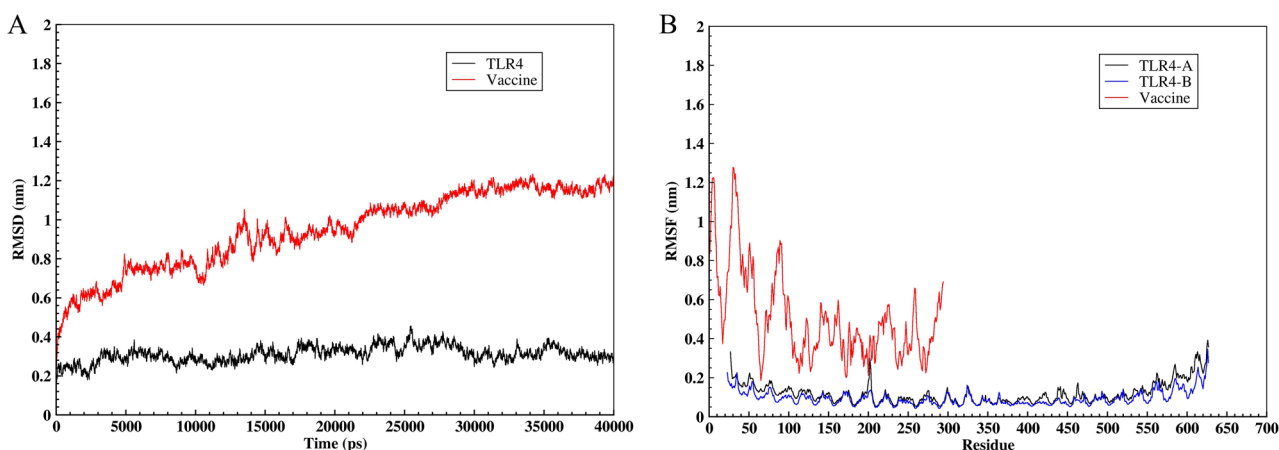 A
RMSD (nm)
2
1.8
1.6
1.4
1.2
1
0.8
0.6
0.4
0.2
0
TLR4
Vaccine
0 5000 10000 15000 20000 25000 30000 35000 40000
Time (ps)
B
RMSF (nm)
2
1.8
1.6
1.4
1.2
1
0.8
0.6
0.4
0.2
0
TLR4-A
TLR4-B
Vaccine
0 50 100 150 200 250 300 350 400 450 500 550 600 650 700
Residue